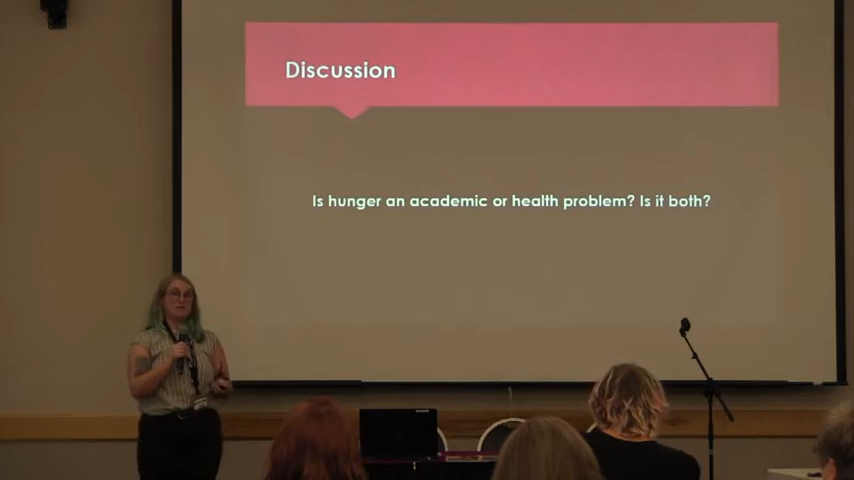 Discussion
Is hunger an academic or health problem? Is it both?